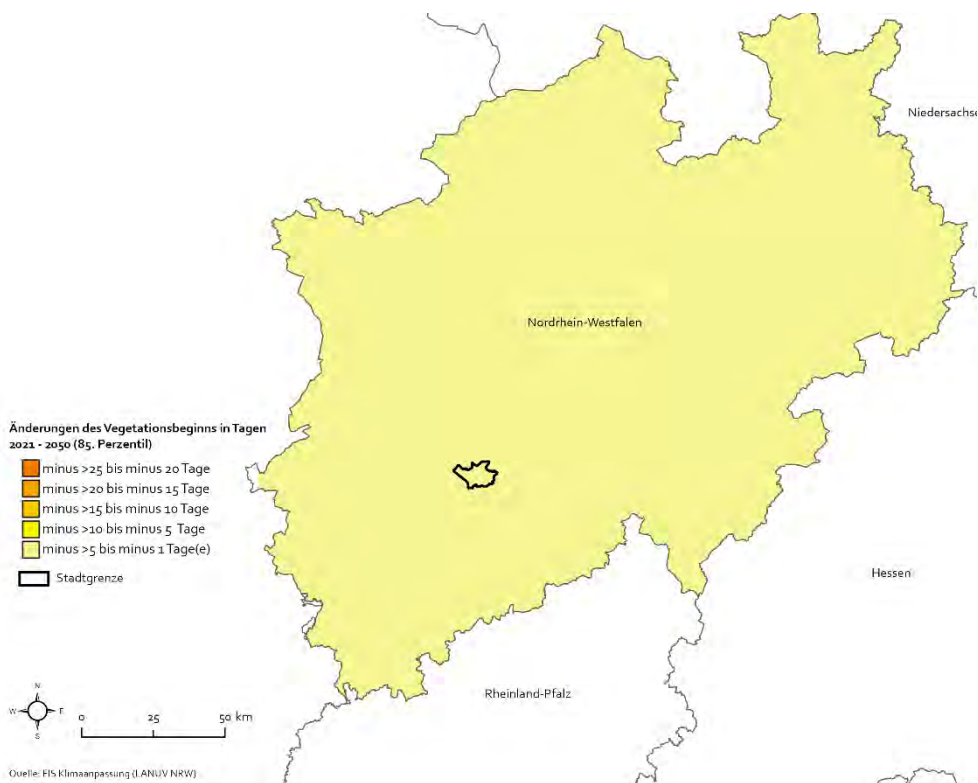 Niedersachse
Nordrhein-Westfalen
Änderungen des Vegetationsbeginns in Tagen
2021 - 2050 (85. Perzentil)
minus >25 bis minus 20 Tage
minus >20 bis minus 15 Tage
minus >15 bis minus 10 Tage
minus >10 bis minus 5 Tage
minus >5 bis minus 1 Tage(e)
Stadtgrenze
Hessen
Rheinland-Pfalz
N
W E
S
0 25 50 km
Quelle: FIS Klimaanpassung (LANUV NRW)